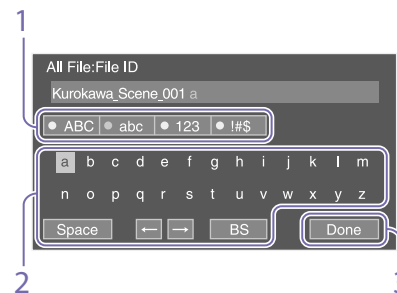 1
All File:File ID
Kurokawa_Scene_001 a
ABC abc 123 !#$
a b c d e f g h i j k l m
n o p q r s t u v w x y z
Space ← → BS Done
2